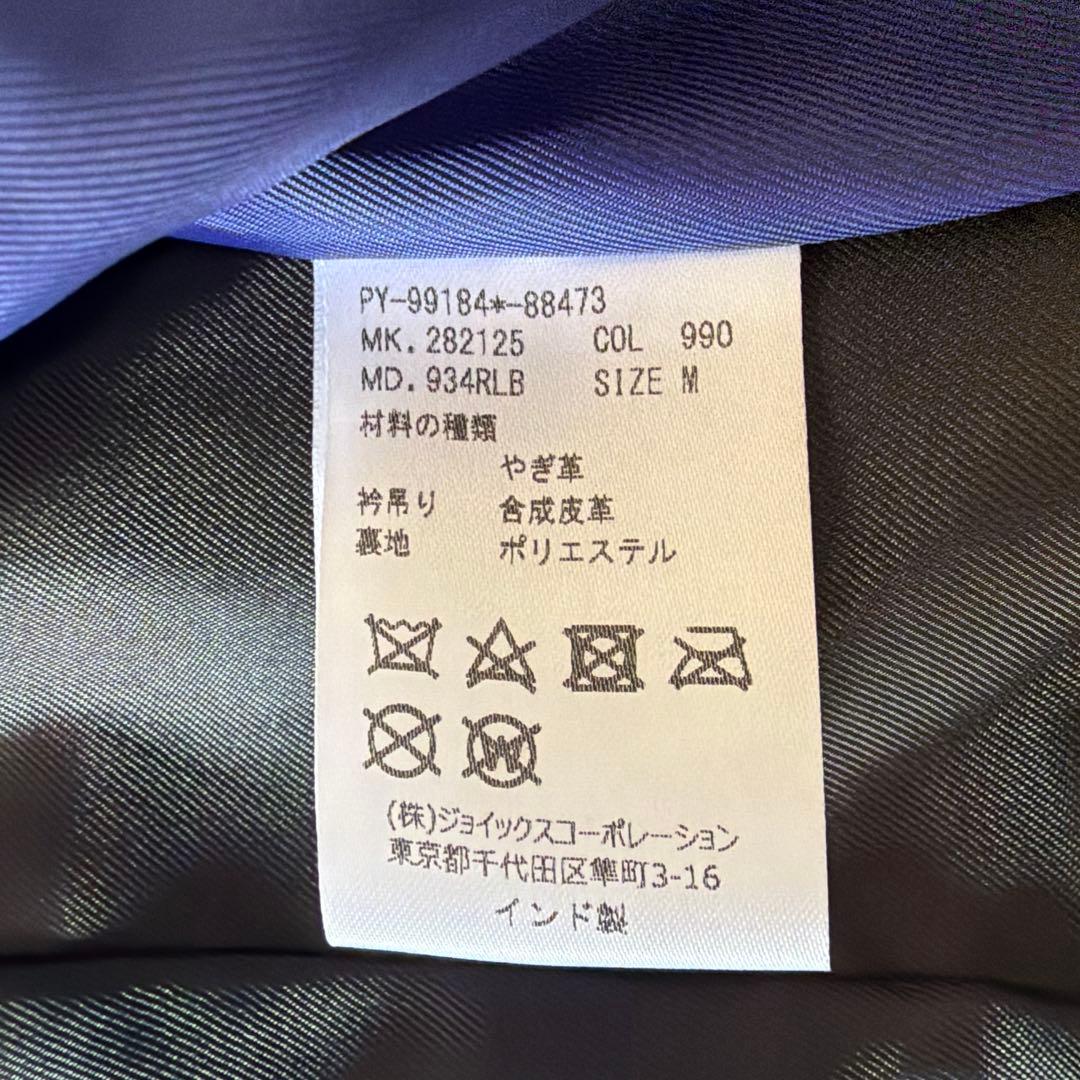 PY-99184*-88473
MK.282125 COL 990
MD.934RLB SIZE M
材料の種類
やぎ革
衿吊り 合成皮革
裏地 ポリエステル
W
(株)ジョイックスコーポレーション
東京都千代田区隼町3-16
インド製